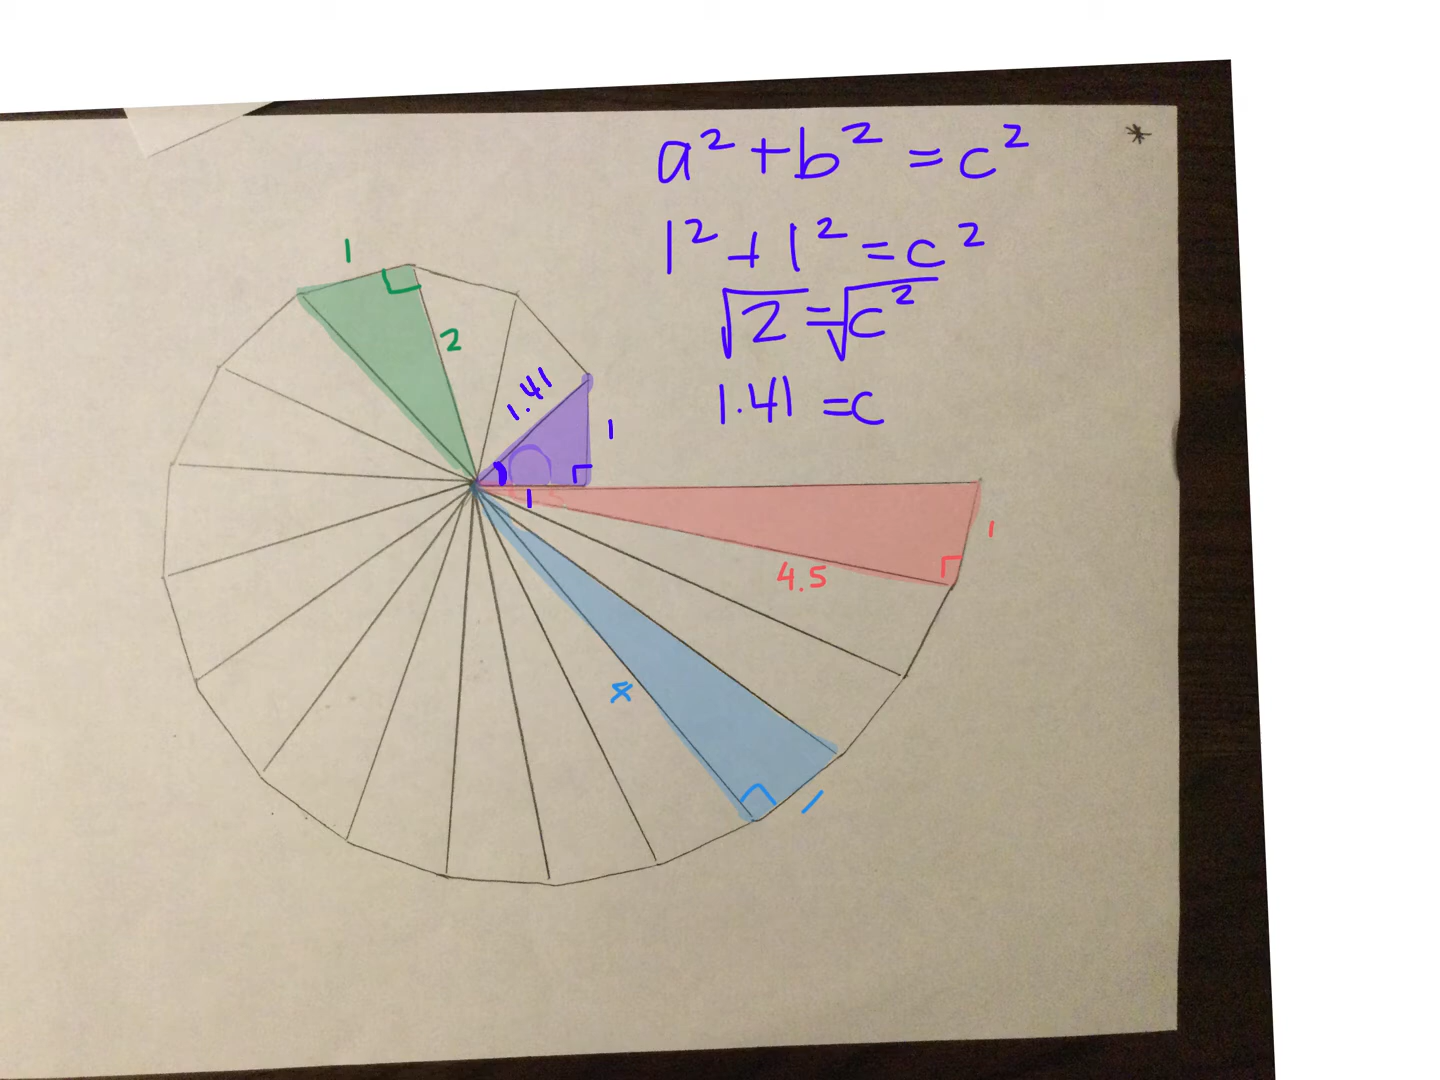 a² + b² = c²
1² + 1² = c²
√2 = √c²
1.41 = c
1
2
1.41
1
1
1
4.5
8
1